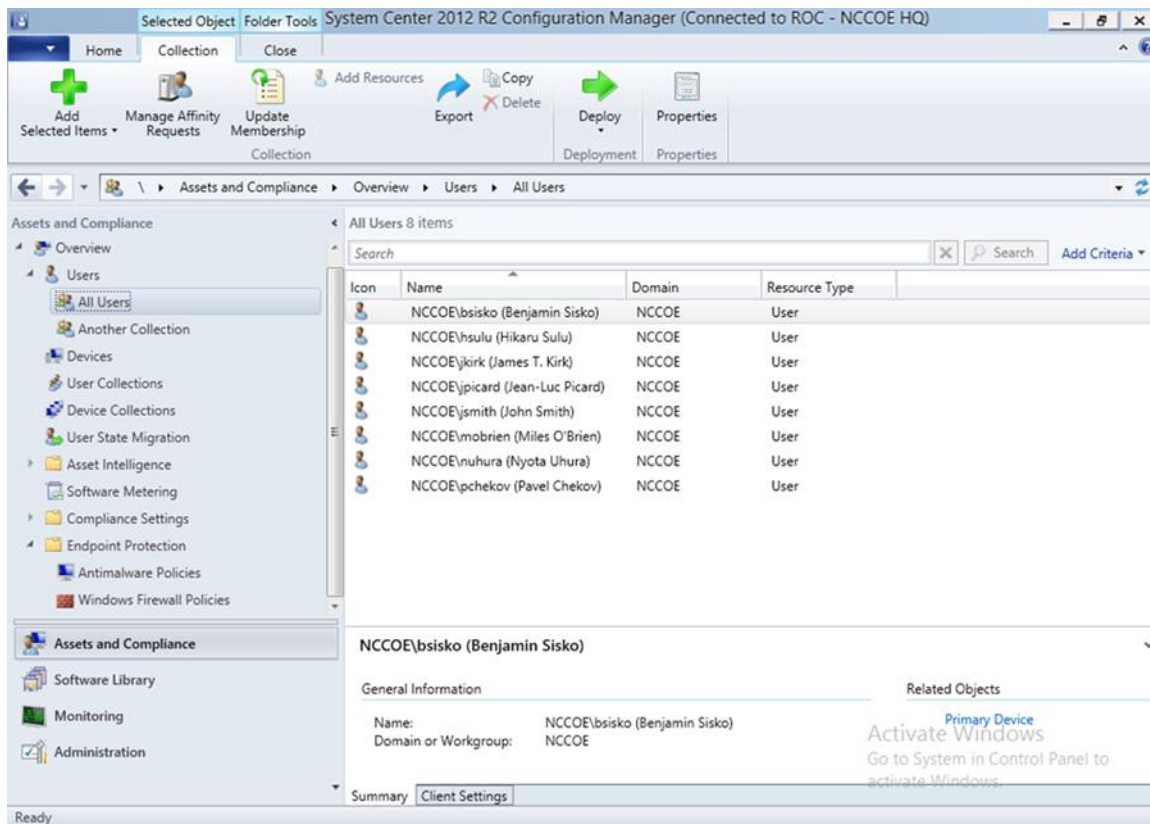 Selected Object Folder Tools System Center 2012 R2 Configuration Manager (Connected to ROC - NCCOE HQ)
Home Collection Close
Add Selected Items
Manage Affinity Requests
Update Membership
Add Resources
Export
Copy
Delete
Deploy
Properties
Collection Deployment Properties
\ Assets and Compliance Overview Users All Users
Assets and Compliance
Overview
Users
All Users
Another Collection
Devices
User Collections
Device Collections
User State Migration
Asset Intelligence
Software Metering
Compliance Settings
Endpoint Protection
Antimalware Policies
Windows Firewall Policies
Assets and Compliance
Software Library
Monitoring
Administration
All Users 8 items
Search Search Add Criteria
Icon Name Domain Resource Type
NCCOE\bsisko (Benjamin Sisko) NCCOE User
NCCOE\hsulu (Hikaru Sulu) NCCOE User
NCCOE\jkirk (James T. Kirk) NCCOE User
NCCOE\jpicard (Jean-Luc Picard) NCCOE User
NCCOE\jsmith (John Smith) NCCOE User
NCCOE\mobrien (Miles O'Brien) NCCOE User
NCCOE\nuhura (Nyota Uhura) NCCOE User
NCCOE\pchekov (Pavel Chekov) NCCOE User
NCCOE\bsisko (Benjamin Sisko)
General Information Related Objects
Name: NCCOE\bsisko (Benjamin Sisko) Primary Device
Domain or Workgroup: NCCOE
Activate Windows
Go to System in Control Panel to
activate Windows.
Summary Client Settings
Ready